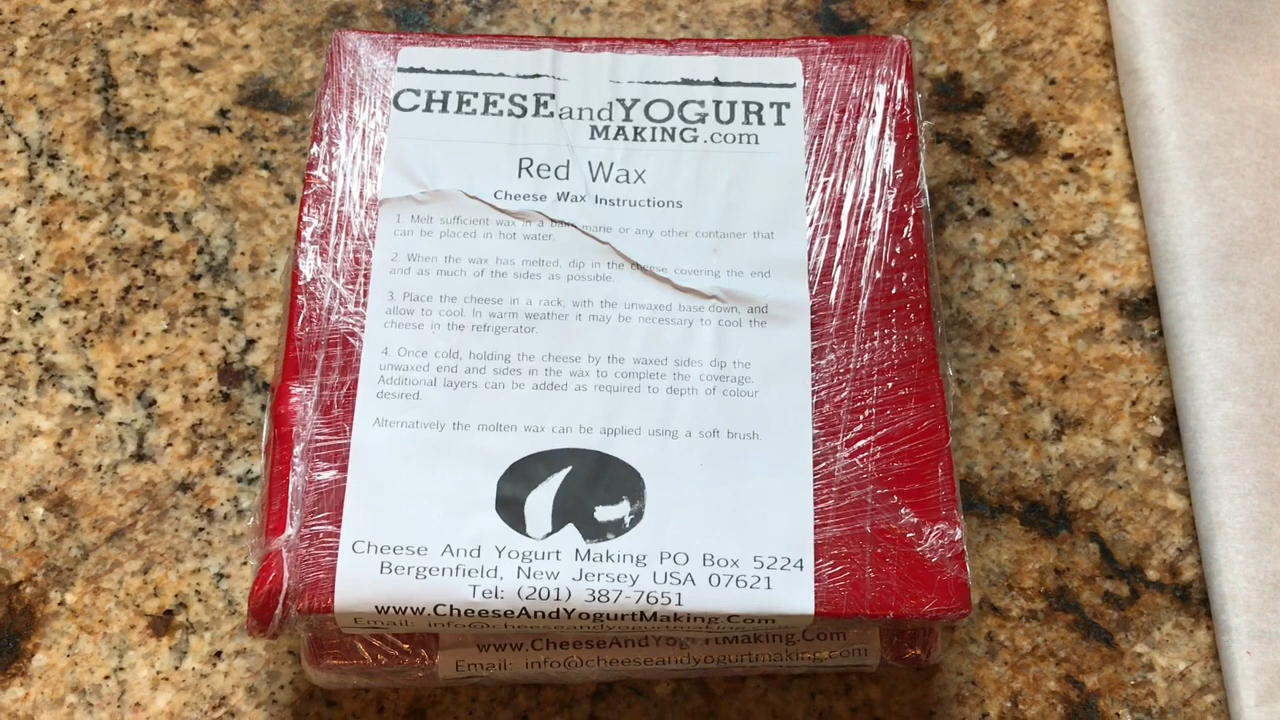 CHEESEandYOGURT
MAKING.com
Red Wax
Cheese Wax Instructions
1. Melt sufficient wax in a bain marie or any other container that
can be placed in hot water.
2. When the wax has melted, dip in the cheese covering the end
and as much of the sides as possible.
3. Place the cheese in a rack, with the unwaxed base down, and
allow to cool. In warm weather it may be necessary to cool the
cheese in the refrigerator.
4. Once cold, holding the cheese by the waxed sides dip the
unwaxed end and sides in the wax to complete the coverage.
Additional layers can be added as required to depth of colour
desired.
Alternatively the molten wax can be applied using a soft brush.
Cheese And Yogurt Making PO Box 5224
Bergenfield, New Jersey USA 07621
Tel: (201) 387-7651
www.CheeseAndYogurtMaking.Com
Email: info@cheeseandyogurtmaking.com
www.CheeseAndYogurtMaking.Com
Email: info@cheeseandyogurtmaking.com